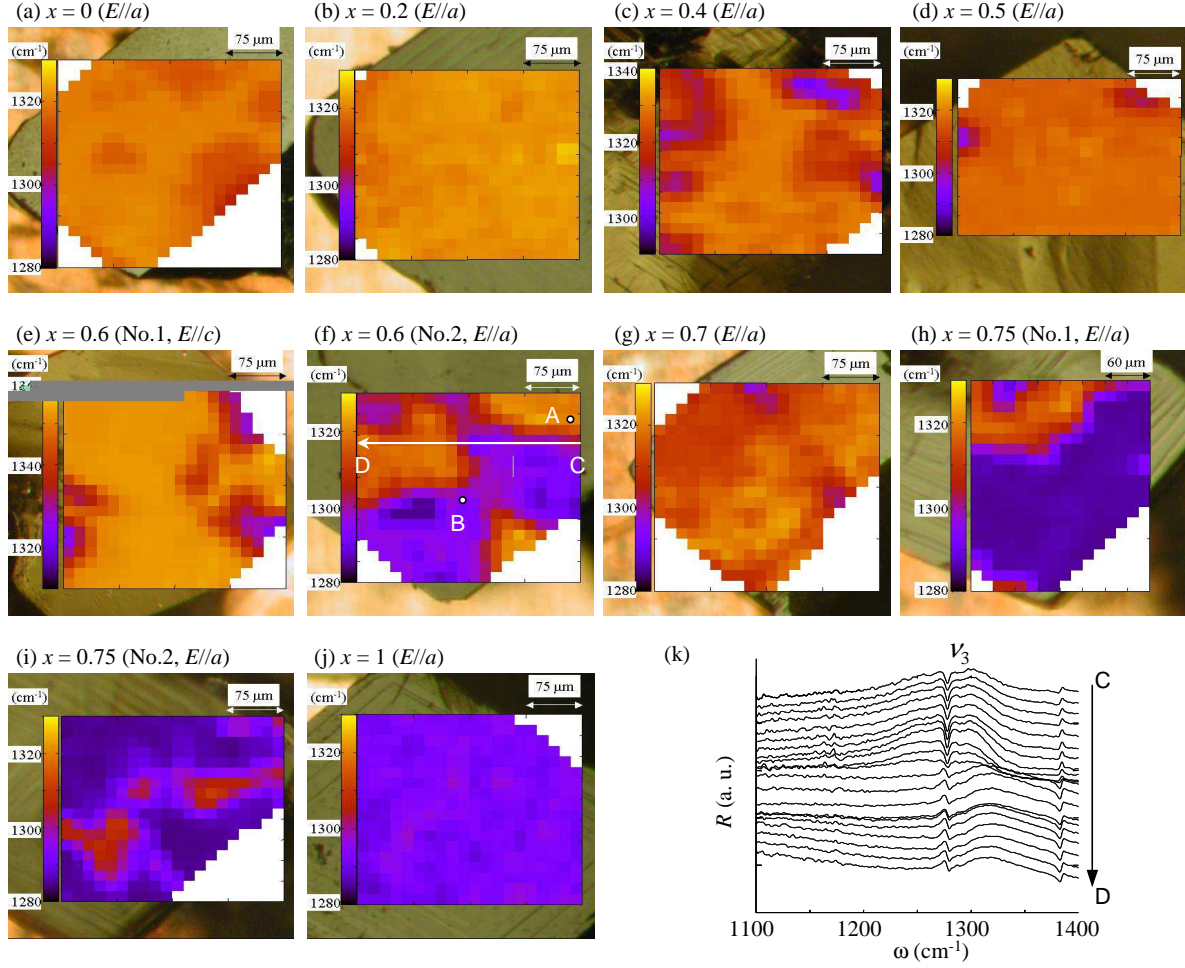 (a) x = 0 (E//a)
(b) x = 0.2 (E//a)
(c) x = 0.4 (E//a)
(d) x = 0.5 (E//a)
75 μm
75 μm
75 μm
75 μm
(cm-1)
1320
1300
1280
(cm-1)
1320
1300
1280
(cm-1)
1340
1320
1300
(cm-1)
1320
1300
1280
(e) x = 0.6 (No.1, E//c)
(f) x = 0.6 (No.2, E//a)
(g) x = 0.7 (E//a)
(h) x = 0.75 (No.1, E//a)
75 μm
75 μm
75 μm
60 μm
(cm-1)
1340
1320
(cm-1)
1320
1300
1280
A
D
C
B
(cm-1)
1320
1300
1280
(cm-1)
1320
1300
1280
(i) x = 0.75 (No.2, E//a)
(j) x = 1 (E//a)
(k)
75 μm
75 μm
(cm-1)
1320
1300
1280
(cm-1)
1320
1300
1280
ν3
C
R (a. u.)
D
1100
1200
1300
1400
ω (cm-1)